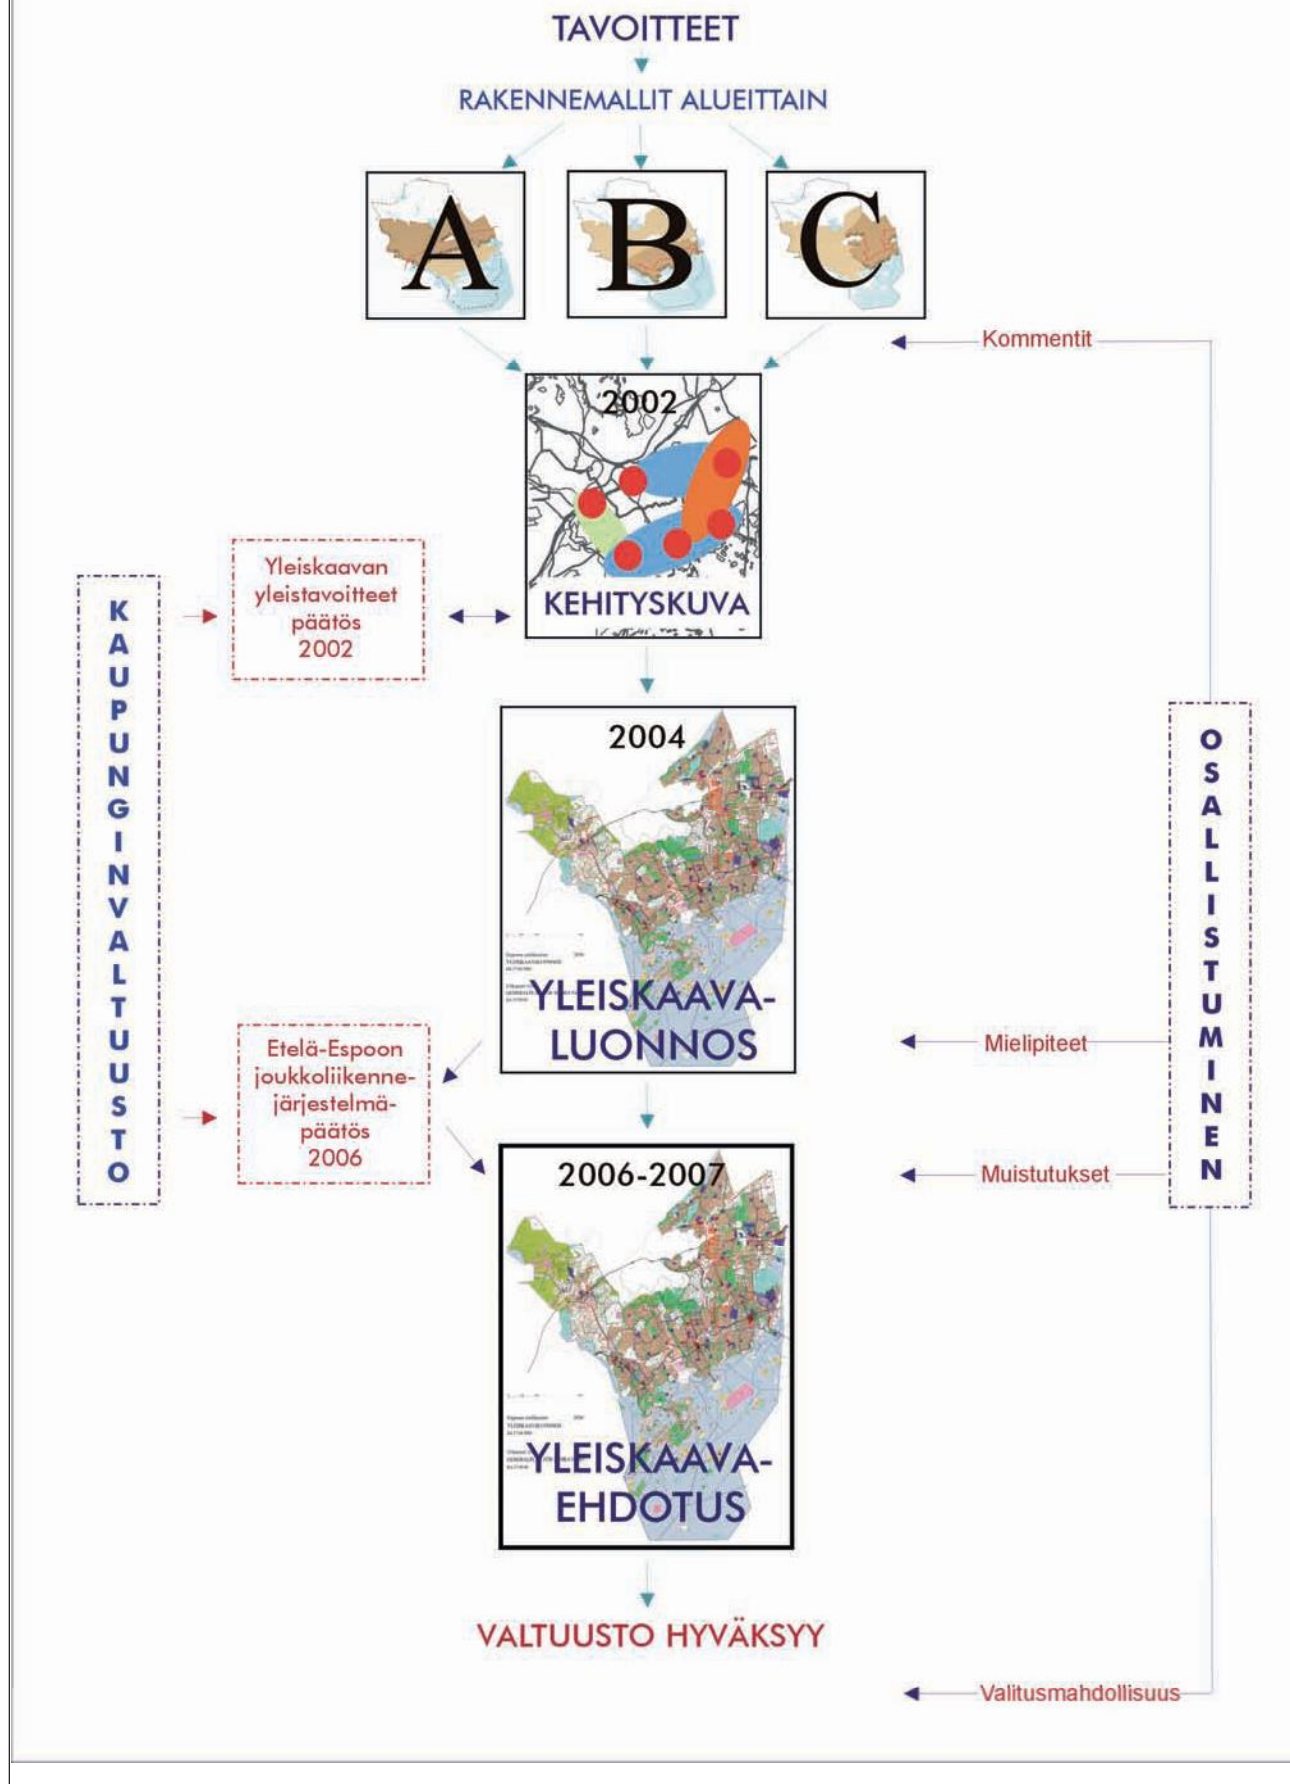 TAVOITTEET
RAKENNEMALLIT ALUEITTAIN
A B C
Kommentit
2002
KEHITYSKUVA
Yleiskaavan
yleistavoitteet
päätös
2002
KAUPUNGINVALTUUSTO
OSALLISTUMINEN
2004
YLEISKAAVA-
LUONNOS
Etelä-Espoon
joukkoliikenne-
järjestelmä-
päätös
2006
Mielipiteet
Muistutukset
2006-2007
YLEISKAAVA-
EHDOTUS
VALTUUSTO HYVÄKSYY
Valitusmahdollisuus